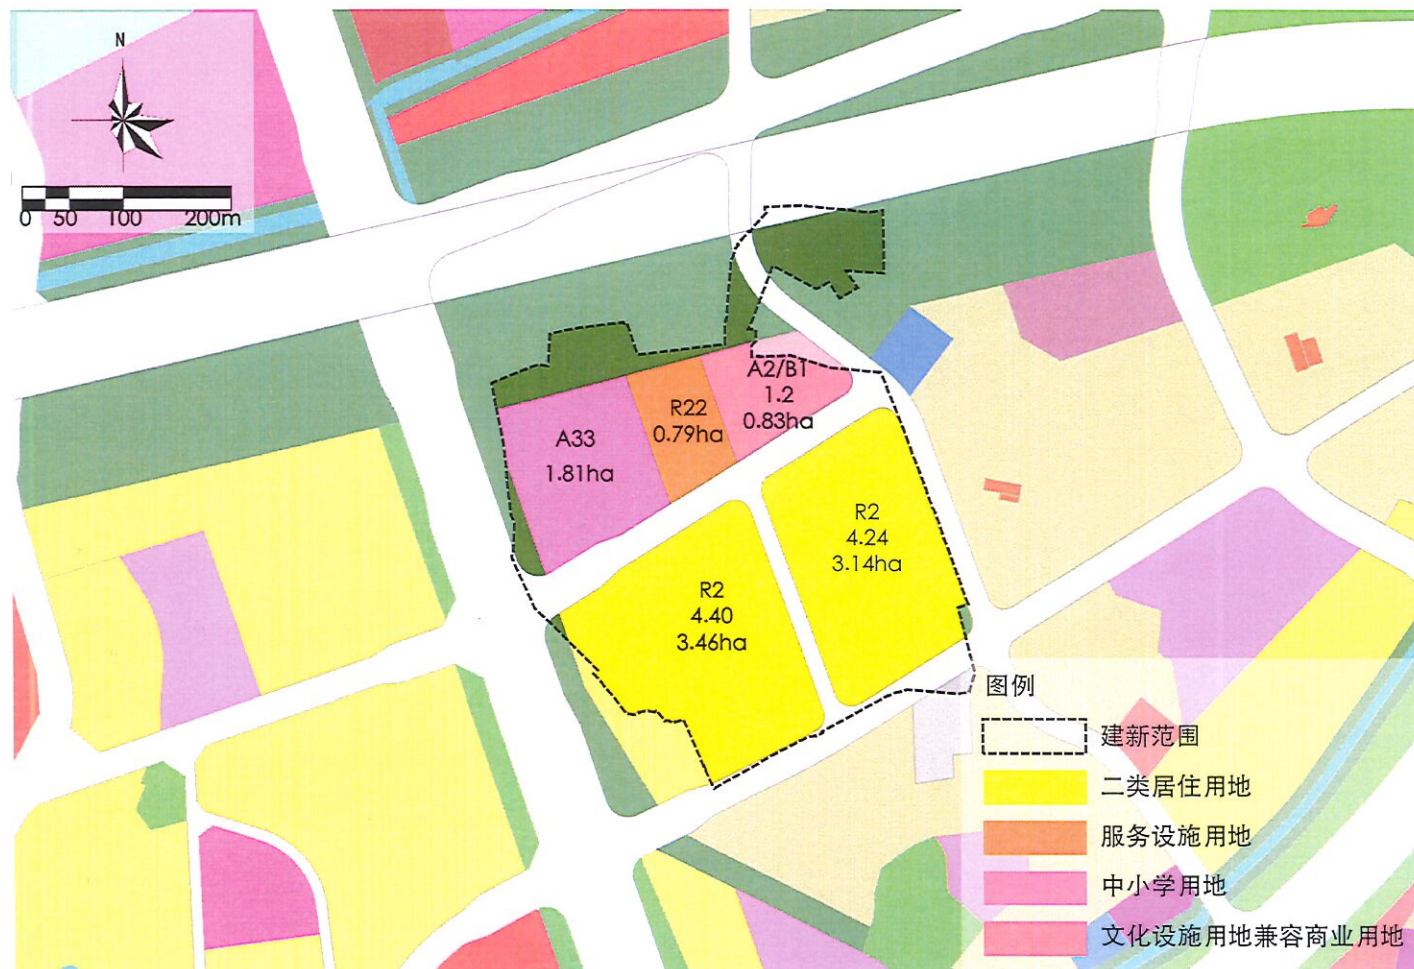 N
0 50 100 200m
A2/B1
1.2
0.83ha
R22
0.79ha
A33
1.81ha
R2
4.24
3.14ha
R2
4.40
3.46ha
图例
建新范围
二类居住用地
服务设施用地
中小学用地
文化设施用地兼容商业用地